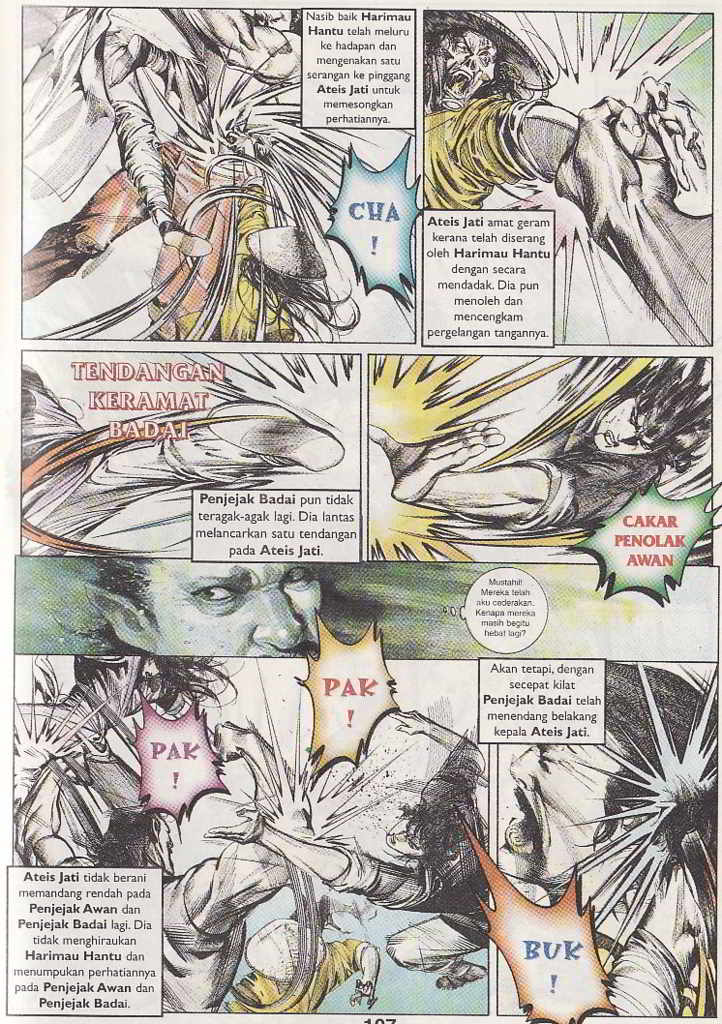 Nasib baik Harimau
Hantu telah meluru
ke hadapan dan
mengenakan satu
serangan ke pinggang
Ateis Jati untuk
memesongkan
perhatiannya.
CHA
!
Ateis Jati amat geram
kerana telah diserang
oleh Harimau Hantu
dengan secara
mendadak. Dia pun
menoleh dan
mencengkam
pergelangan tangannya.
TENDANGAN
KERAMAT
BADAI
Penjejak Badai pun tidak
teragak-agak lagi. Dia lantas
melancarkan satu tendangan
pada Ateis Jati.
CAKAR
PENOLAK
AWAN
Mustahil!
Mereka telah
aku cederakan.
Kenapa mereka
masih begitu
hebat lagi?
PAK
!
PAK
!
Akan tetapi, dengan
secepat kilat
Penjejak Badai telah
menendang belakang
kepala Ateis Jati.
Ateis Jati tidak berani
memandang rendah pada
Penjejak Awan dan
Penjejak Badai lagi. Dia
tidak menghiraukan
Harimau Hantu dan
menumpukan perhatiannya
pada Penjejak Awan dan
Penjejak Badai.
BUK
!